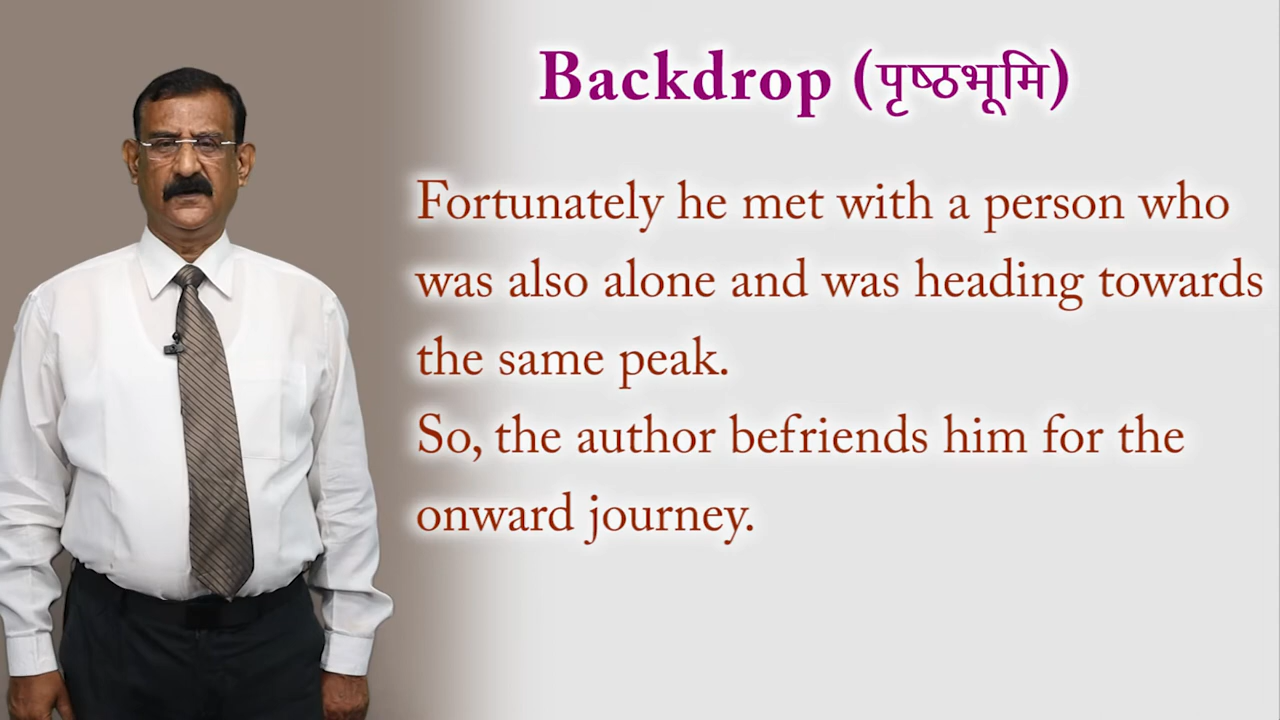 Backdrop (पृष्ठभूमि)
Fortunately he met with a person who
was also alone and was heading towards
the same peak.
So, the author befriends him for the
onward journey.